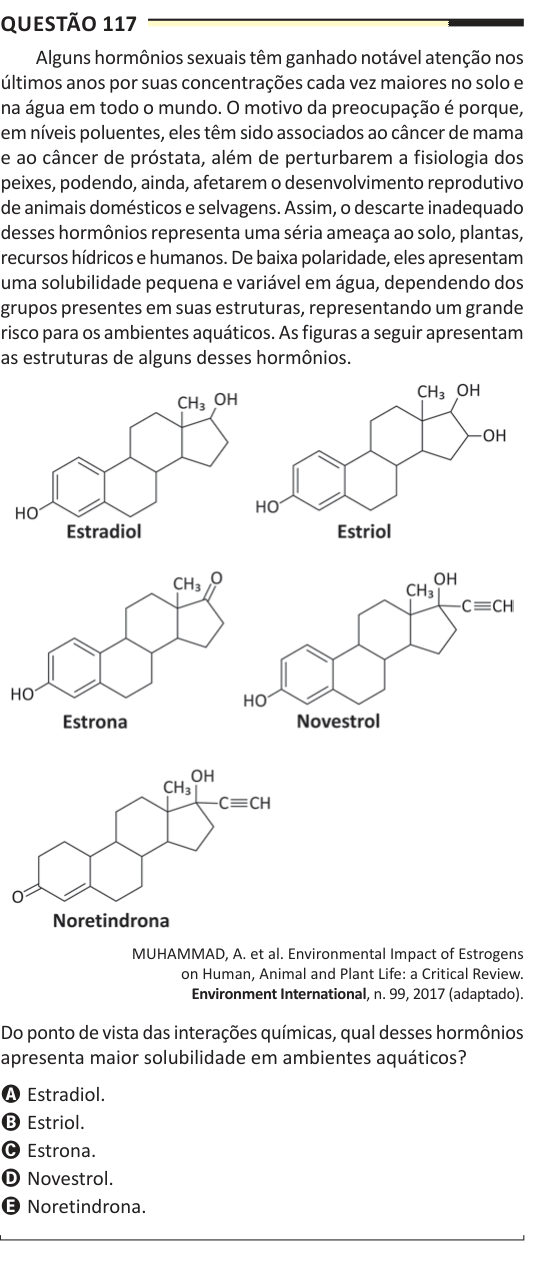 QUESTÃO 117
Alguns hormônios sexuais têm ganhado notável atenção nos
últimos anos por suas concentrações cada vez maiores no solo e
na água em todo o mundo. O motivo da preocupação é porque,
em níveis poluentes, eles têm sido associados ao câncer de mama
e ao câncer de próstata, além de perturbarem a fisiologia dos
peixes, podendo, ainda, afetarem o desenvolvimento reprodutivo
de animais domésticos e selvagens. Assim, o descarte inadequado
desses hormônios representa uma séria ameaça ao solo, plantas,
recursos hídricos e humanos. De baixa polaridade, eles apresentam
uma solubilidade pequena e variável em água, dependendo dos
grupos presentes em suas estruturas, representando um grande
risco para os ambientes aquáticos. As figuras a seguir apresentam
as estruturas de alguns desses hormônios.
CH₃ OH
HO
Estradiol
CH₃ OH
OH
HO
Estriol
CH₃ O
HO
Estrona
OH
CH₃
C≡CH
HO
Novestrol
OH
CH₃
C≡CH
O
Noretindrona
MUHAMMAD, A. et al. Environmental Impact of Estrogens
on Human, Animal and Plant Life: a Critical Review.
Environment International, n. 99, 2017 (adaptado).
Do ponto de vista das interações químicas, qual desses hormônios
apresenta maior solubilidade em ambientes aquáticos?
A Estradiol.
B Estriol.
C Estrona.
D Novestrol.
E Noretindrona.